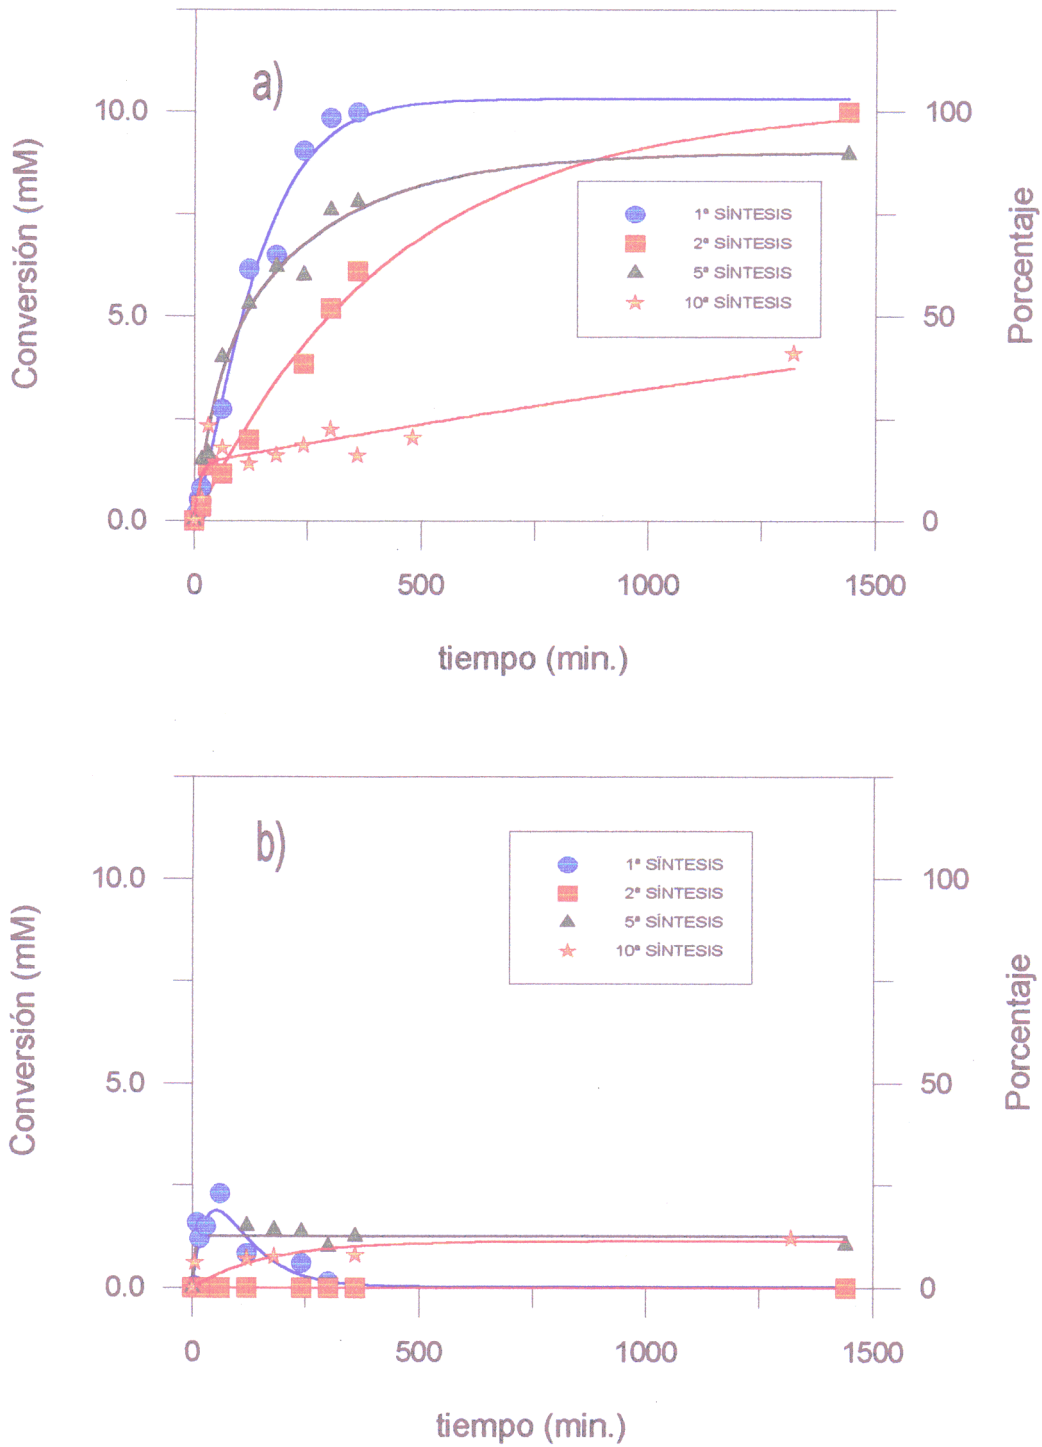 a)
Conversión (mM)
10.0
5.0
0.0
100
50
0
Porcentaje
1ª SÍNTESIS
2ª SÍNTESIS
5ª SÍNTESIS
10ª SÍNTESIS
0 500 1000 1500
tiempo (min.)
b)
Conversión (mM)
10.0
5.0
0.0
100
50
0
Porcentaje
1ª SÍNTESIS
2ª SÍNTESIS
5ª SÍNTESIS
10ª SÍNTESIS
0 500 1000 1500
tiempo (min.)